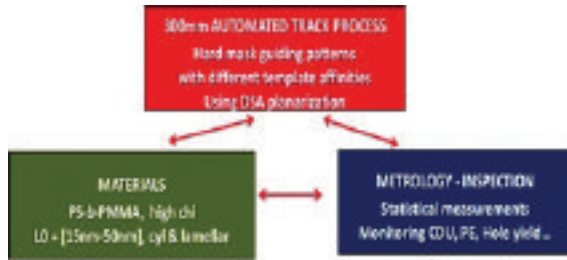 300mm AUTOMATED TRACK PROCESS
Hard mask guiding patterns
with different template affinities
Using DSA planarization
MATERIALS
PS-b-PMMA, high chi
L0 = [15nm-50nm], cyl & lamellar
METROLOGY - INSPECTION
Statistical measurements
Monitoring CDU, PE, Hole yield ...